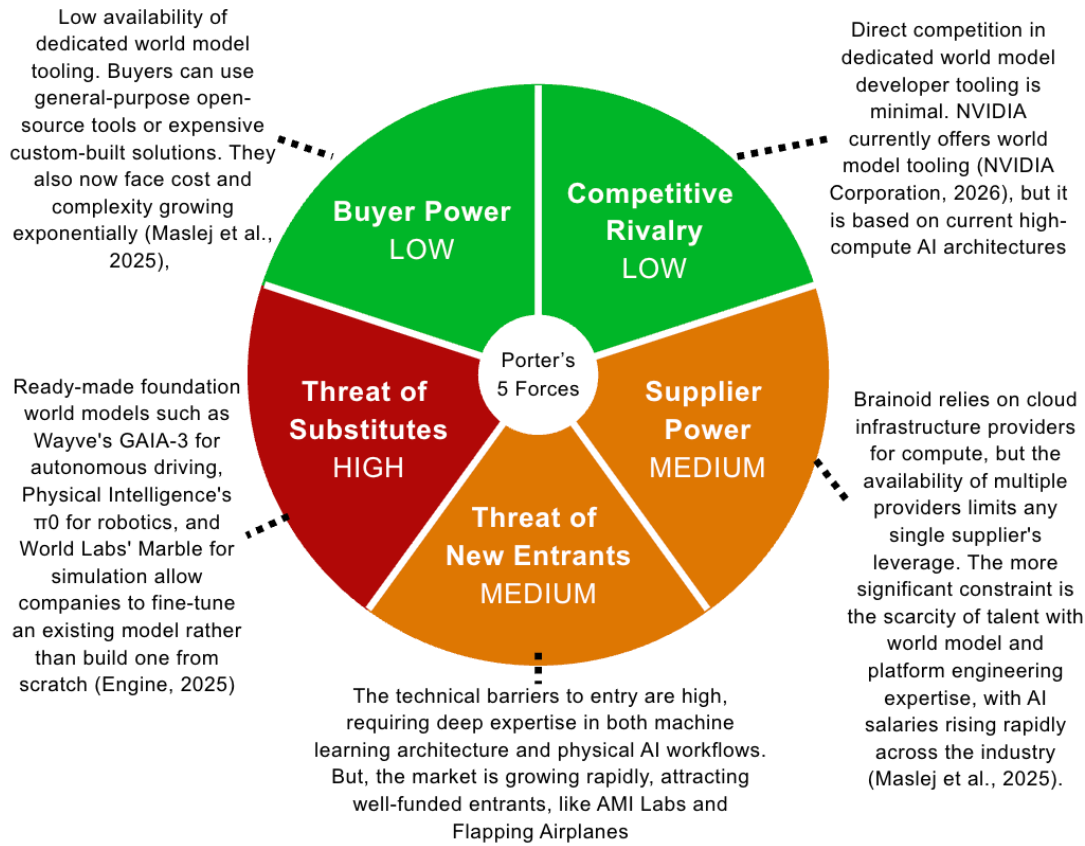 Low availability of
dedicated world model
tooling. Buyers can use
general-purpose open-
source tools or expensive
custom-built solutions. They
also now face cost and
complexity growing
exponentially (Maslej et al.,
2025),
Direct competition in
dedicated world model
developer tooling is
minimal. NVIDIA
currently offers world
model tooling (NVIDIA
Corporation, 2026), but it
is based on current high-
compute AI architectures
Buyer Power
LOW
Competitive
Rivalry
LOW
Porter's
5 Forces
Threat of
Substitutes
HIGH
Supplier
Power
MEDIUM
Threat of
New Entrants
MEDIUM
Ready-made foundation
world models such as
Wayve's GAIA-3 for
autonomous driving,
Physical Intelligence's
π0 for robotics, and
World Labs' Marble for
simulation allow
companies to fine-tune
an existing model rather
than build one from
scratch (Engine, 2025)
Brainoid relies on cloud
infrastructure providers
for compute, but the
availability of multiple
providers limits any
single supplier's
leverage. The more
significant constraint is
the scarcity of talent with
world model and
platform engineering
expertise, with AI
salaries rising rapidly
across the industry
(Maslej et al., 2025).
The technical barriers to entry are high,
requiring deep expertise in both machine
learning architecture and physical AI workflows.
But, the market is growing rapidly, attracting
well-funded entrants, like AMI Labs and
Flapping Airplanes